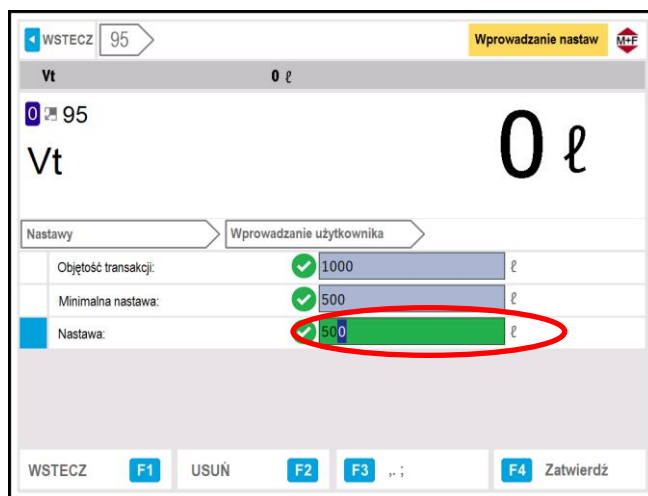 WSTECZ 95 Wprowadzanie nastaw M+F
Vt 0 ℓ
0 95
Vt 0 ℓ
Nastawy Wprowadzanie użytkownika
Objętość transakcji: 1000 ℓ
Minimalna nastawa: 500 ℓ
Nastawa: 500 ℓ
WSTECZ F1 USUŃ F2 F3 ,. ; F4 Zatwierdź